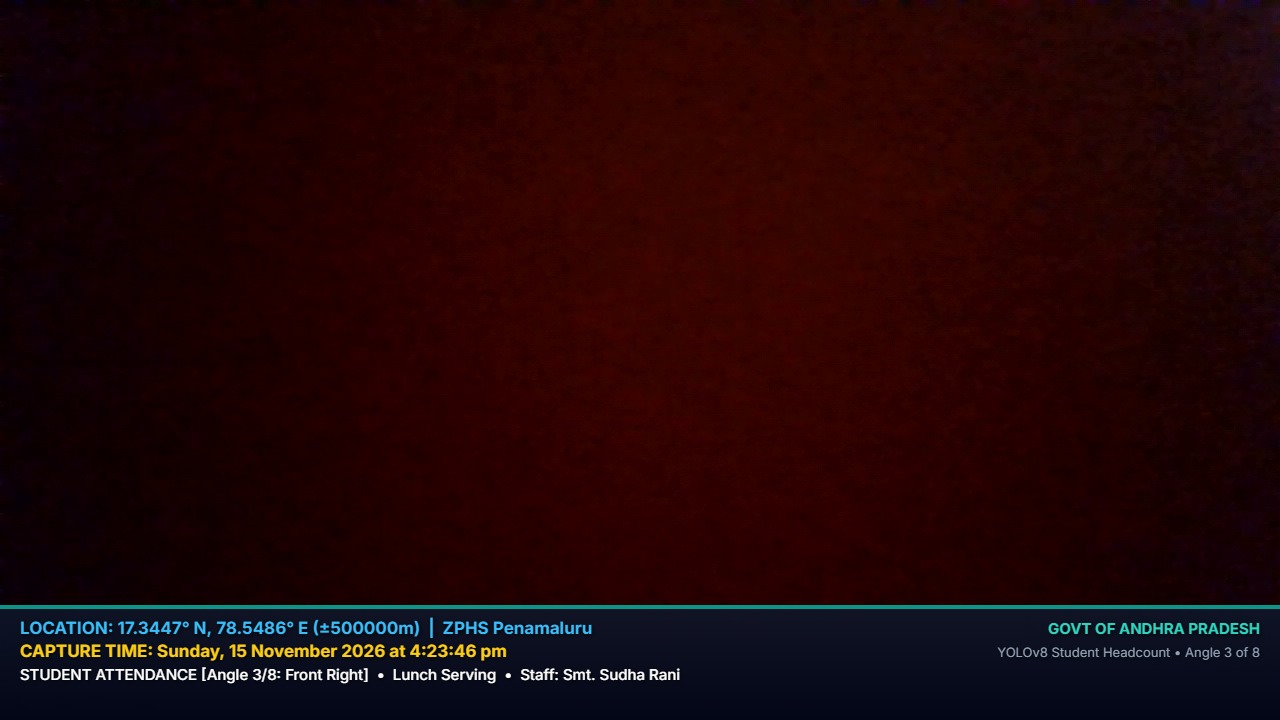 LOCATION: 17.3447° N, 78.5486° E (±500000m) | ZPHS Penamaluru
GOVT OF ANDHRA PRADESH
CAPTURE TIME: Sunday, 15 November 2026 at 4:23:46 pm
YOLOv8 Student Headcount • Angle 3 of 8
STUDENT ATTENDANCE [Angle 3/8: Front Right] • Lunch Serving • Staff: Smt. Sudha Rani